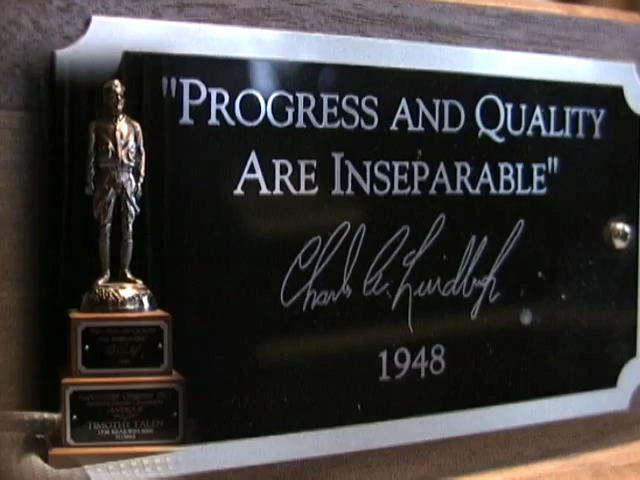 "PROGRESS AND QUALITY
ARE INSEPARABLE"
Charles A. Lindbergh
1948
TIMOTHY TALEN